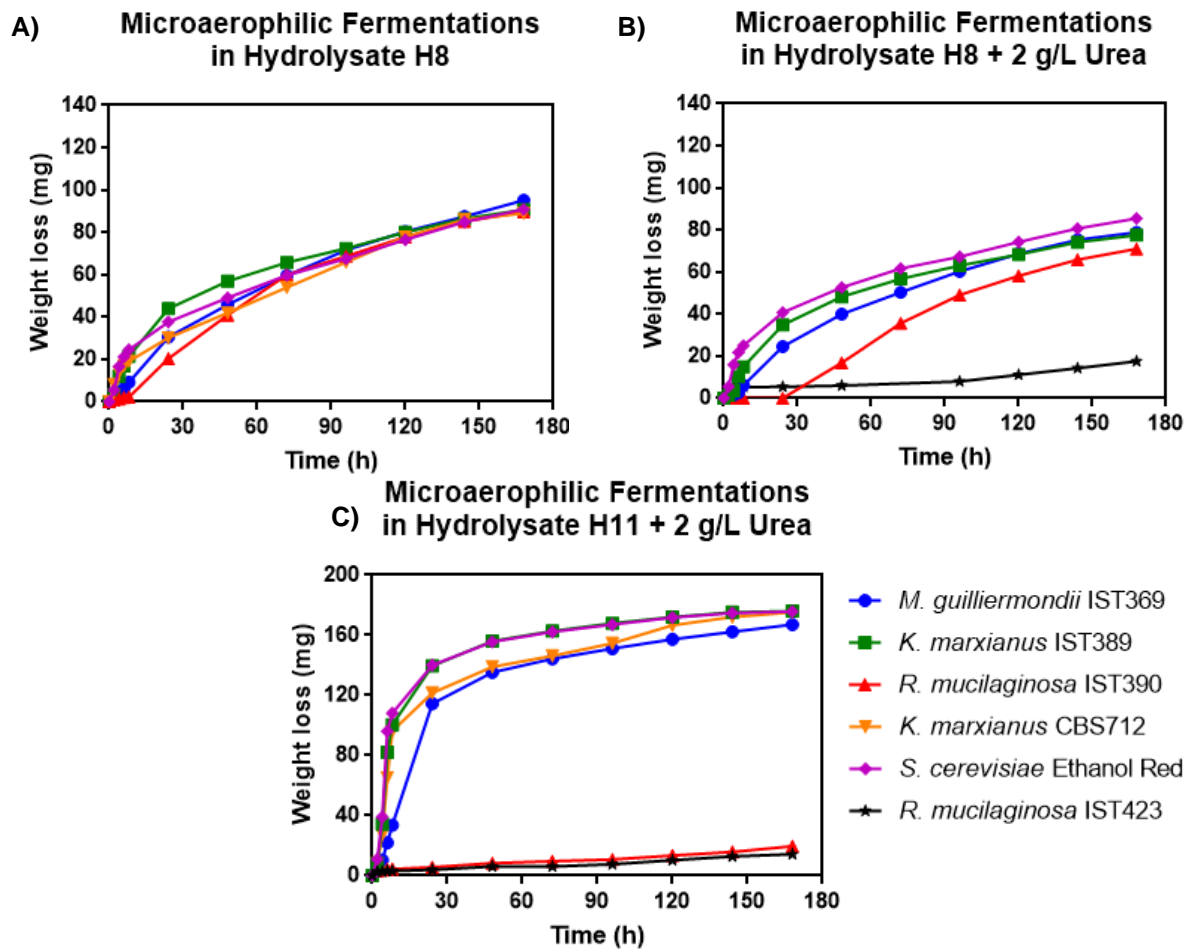 A)
Microaerophilic Fermentations
in Hydrolysate H8
Weight loss (mg)
140
120
100
80
60
40
20
0
0 30 60 90 120 150 180
Time (h)
B)
Microaerophilic Fermentations
in Hydrolysate H8 + 2 g/L Urea
Weight loss (mg)
140
120
100
80
60
40
20
0
0 30 60 90 120 150 180
Time (h)
C)
Microaerophilic Fermentations
in Hydrolysate H11 + 2 g/L Urea
Weight loss (mg)
200
160
120
80
40
0
0 30 60 90 120 150 180
Time (h)
M. guilliermondii IST369
K. marxianus IST389
R. mucilaginosa IST390
K. marxianus CBS712
S. cerevisiae Ethanol Red
R. mucilaginosa IST423